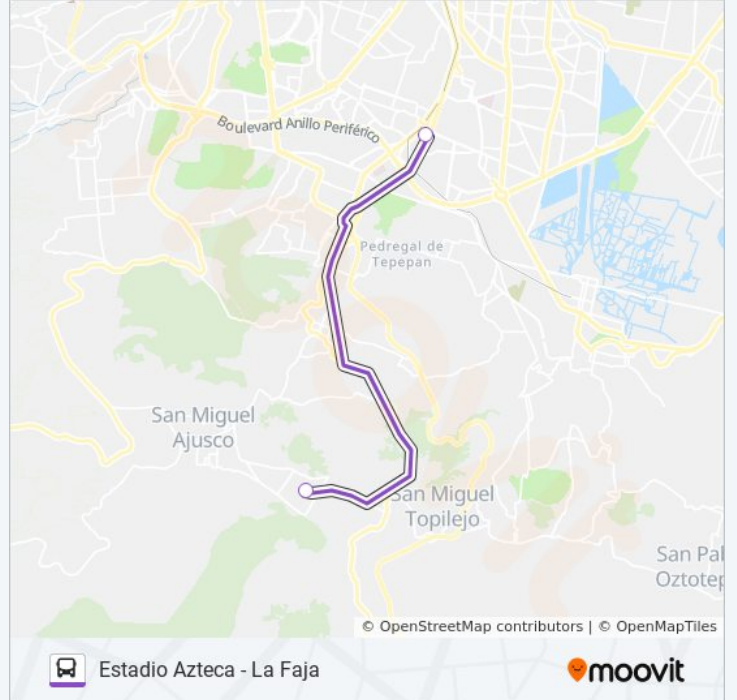 Boulevard Anillo Periférico
Pedregal de
Tepepan
San Miguel
Ajusco
San Miguel
Topilejo
San Pa
Oztotep
© OpenStreetMap contributors | © OpenMapTiles
Estadio Azteca - La Faja
moovit